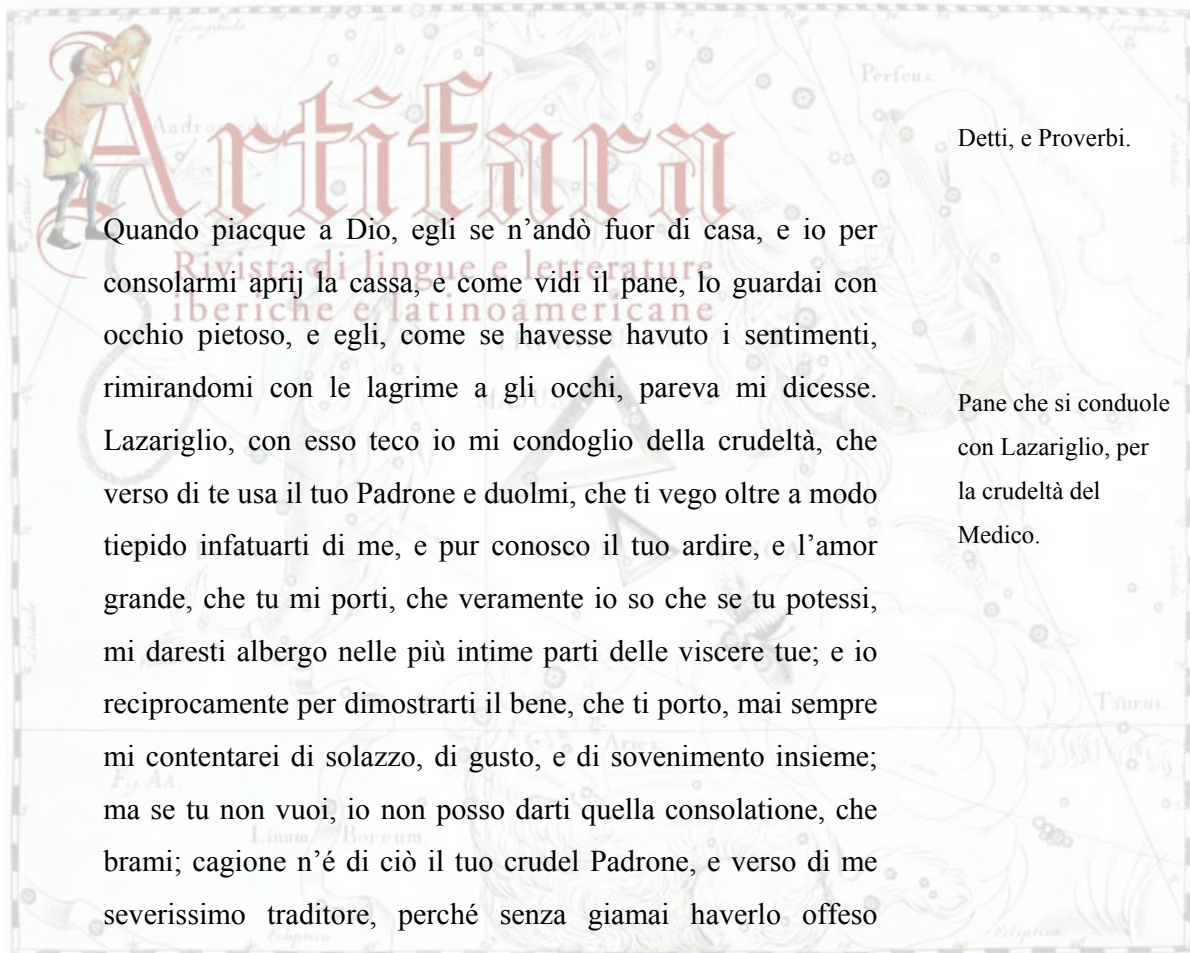 Artifara
Rivista di lingue e letterature
iberiche e latinoamericane
Detti, e Proverbi.
Quando piacque a Dio, egli se n’andò fuor di casa, e io per
consolarmi aprij la cassa, e come vidi il pane, lo guardai con
occhio pietoso, e egli, come se havesse havuto i sentimenti,
rimirandomi con le lagrime a gli occhi, pareva mi dicesse.
Lazariglio, con esso teco io mi condoglio della crudeltà, che
verso di te usa il tuo Padrone e duolmi, che ti vego oltre a modo
tiepido infatuarti di me, e pur conosco il tuo ardire, e l’amor
grande, che tu mi porti, che veramente io so che se tu potessi,
mi daresti albergo nelle più intime parti delle viscere tue; e io
reciprocamente per dimostrarti il bene, che ti porto, mai sempre
mi contentarei di solazzo, di gusto, e di sovenimento insieme;
ma se tu non vuoi, io non posso darti quella consolatione, che
brami; cagione n’é di ciò il tuo crudel Padrone, e verso di me
severissimo traditore, perché senza giamai haverlo offeso
Pane che si conduole
con Lazariglio, per
la crudeltà del
Medico.
Perfeus
Taurus.
Aries
Linum Boreum.
Fig. AA.